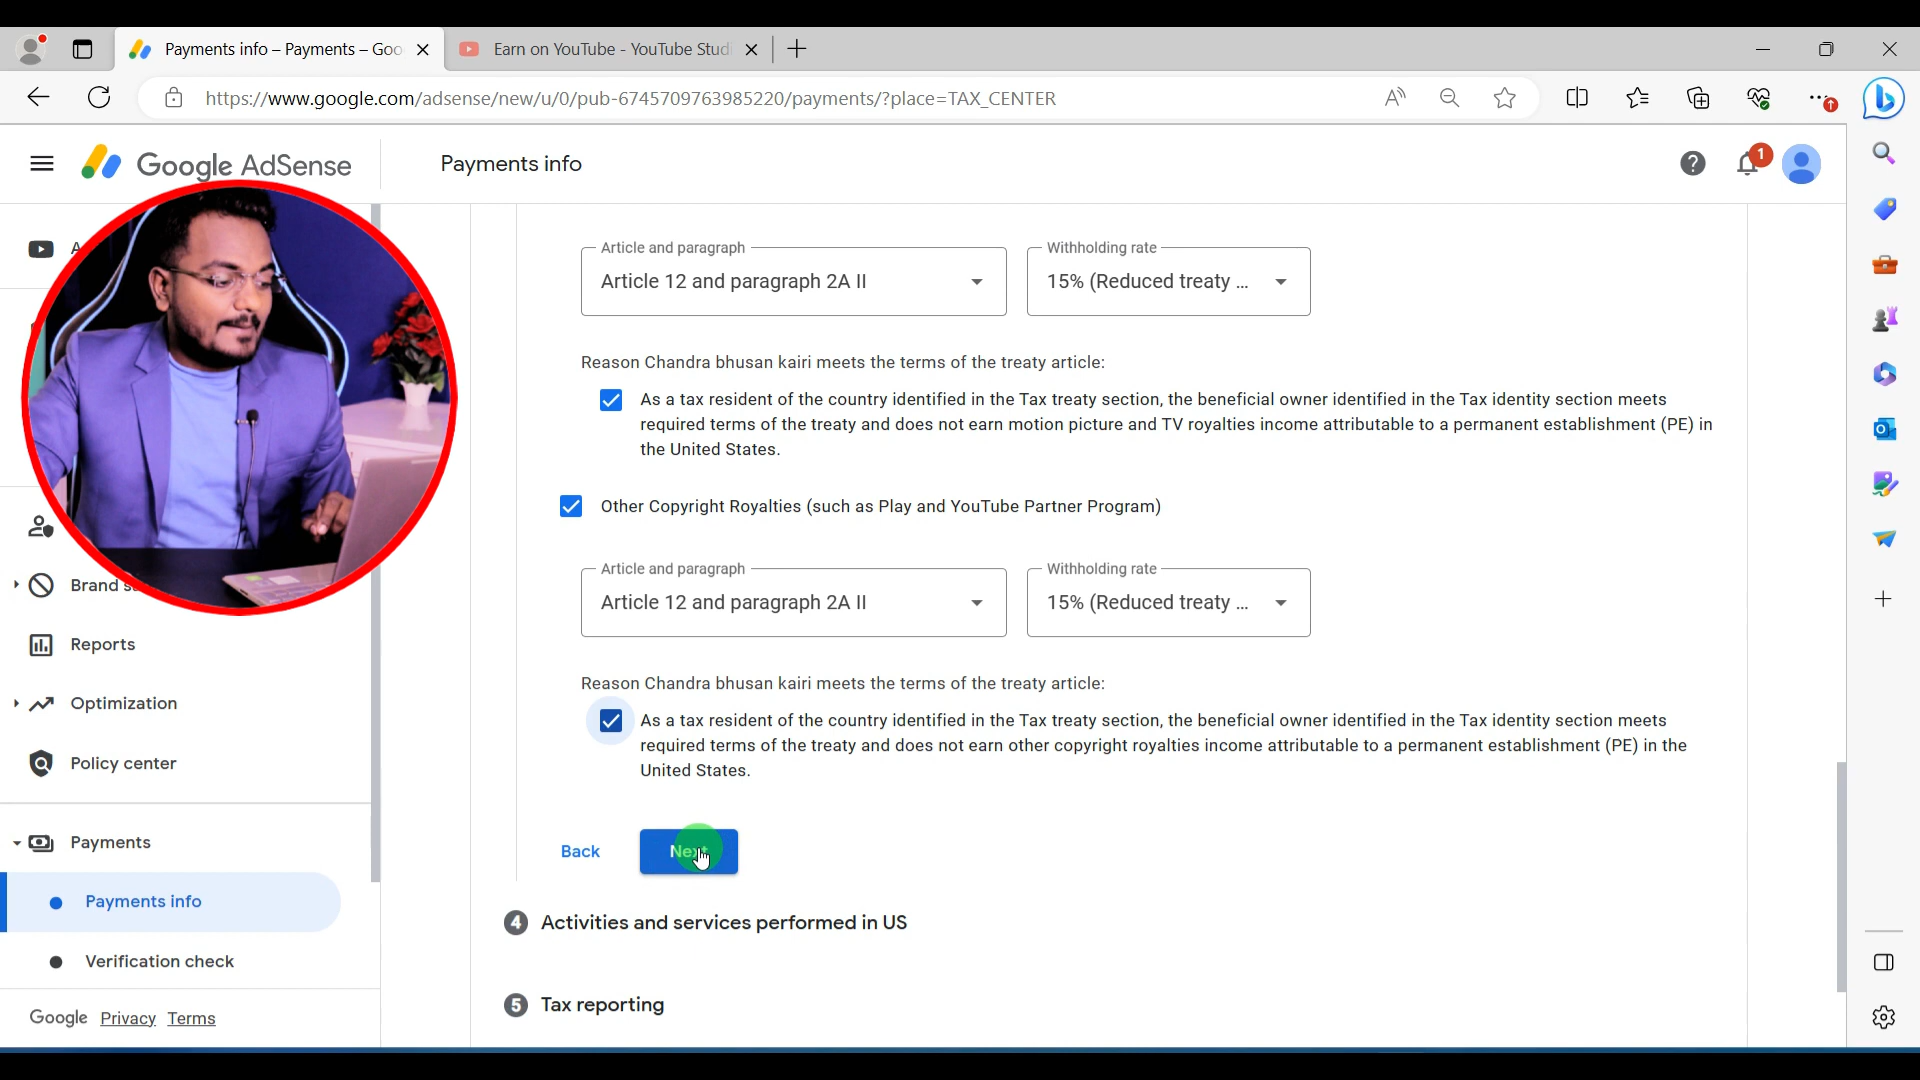 Payments info – Payments – Goo
Earn on YouTube - YouTube Studi
https://www.google.com/adsense/new/u/0/pub-6745709763985220/payments/?place=TAX_CENTER
Google AdSense
Payments info
1
Article and paragraph
Withholding rate
Article 12 and paragraph 2A II
15% (Reduced treaty ...
Reason Chandra bhusan kairi meets the terms of the treaty article:
As a tax resident of the country identified in the Tax treaty section, the beneficial owner identified in the Tax identity section meets
required terms of the treaty and does not earn motion picture and TV royalties income attributable to a permanent establishment (PE) in
the United States.
Other Copyright Royalties (such as Play and YouTube Partner Program)
Article and paragraph
Withholding rate
Article 12 and paragraph 2A II
15% (Reduced treaty ...
Reason Chandra bhusan kairi meets the terms of the treaty article:
As a tax resident of the country identified in the Tax treaty section, the beneficial owner identified in the Tax identity section meets
required terms of the treaty and does not earn other copyright royalties income attributable to a permanent establishment (PE) in the
United States.
Back
Next
4 Activities and services performed in US
5 Tax reporting
Brand
Reports
Optimization
Policy center
Payments
Payments info
Verification check
Google Privacy Terms